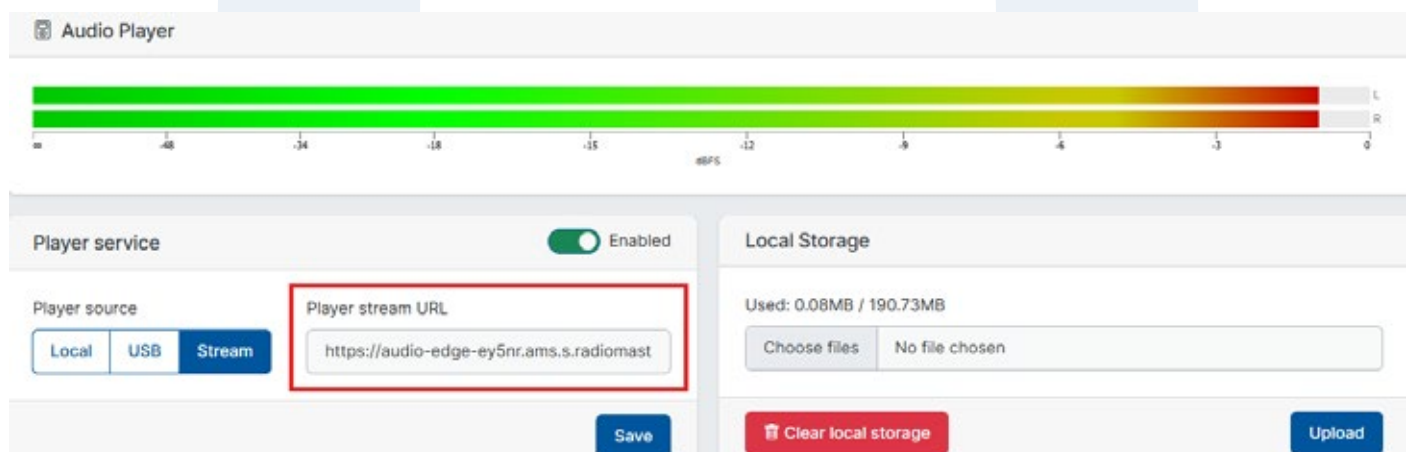 Audio Player
L
R
∞ -48 -34 -18 -15 -12 -9 -6 -3 0
dBFS
Player service
Enabled
Player source
Player stream URL
Local USB Stream
https://audio-edge-ey5nr.ams.s.radiomast
Save
Local Storage
Used: 0.08MB / 190.73MB
Choose files No file chosen
Clear local storage
Upload